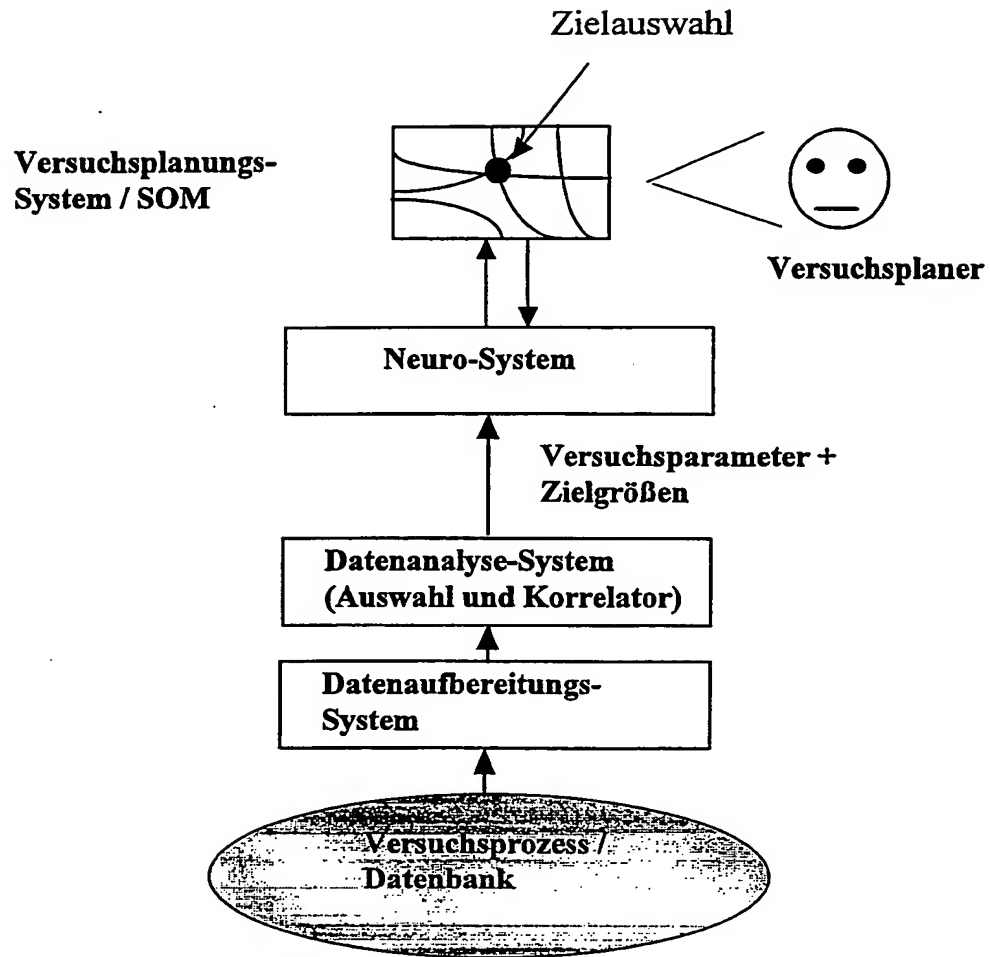 Zielauswahl
Versuchsplanungs-
System / SOM
Versuchsplaner
Neuro-System
Versuchsparameter +
Zielgrößen
Datenanalyse-System
(Auswahl und Korrelator)
Datenaufbereitungs-
System
Versuchsprozess /
Datenbank